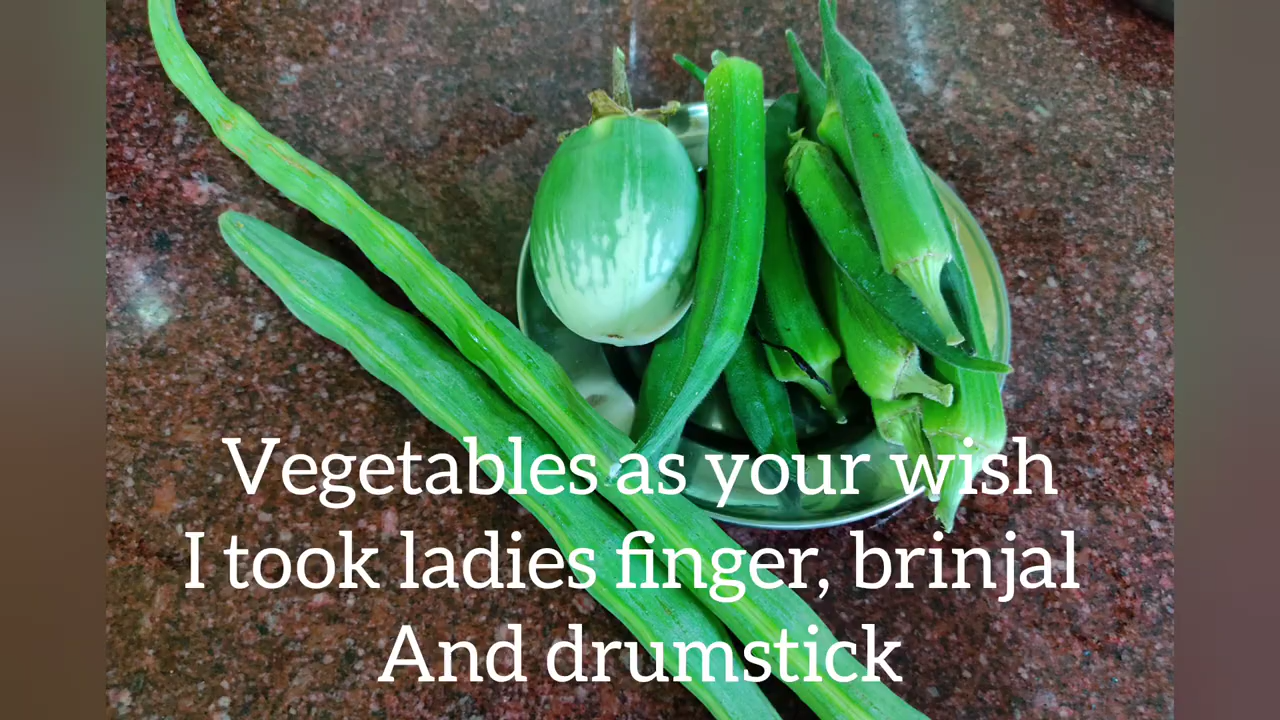 Vegetables as your wish
I took ladies finger, brinjal
And drumstick